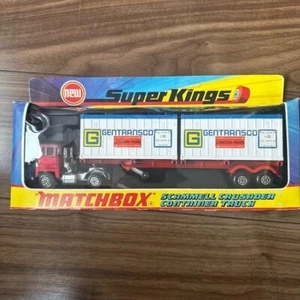 new
Super Kings
G GENTRANSCO
G GENTRANSCO
MATCHBOX
SCAMMELL CRUSADER
CONTAINER TRUCK